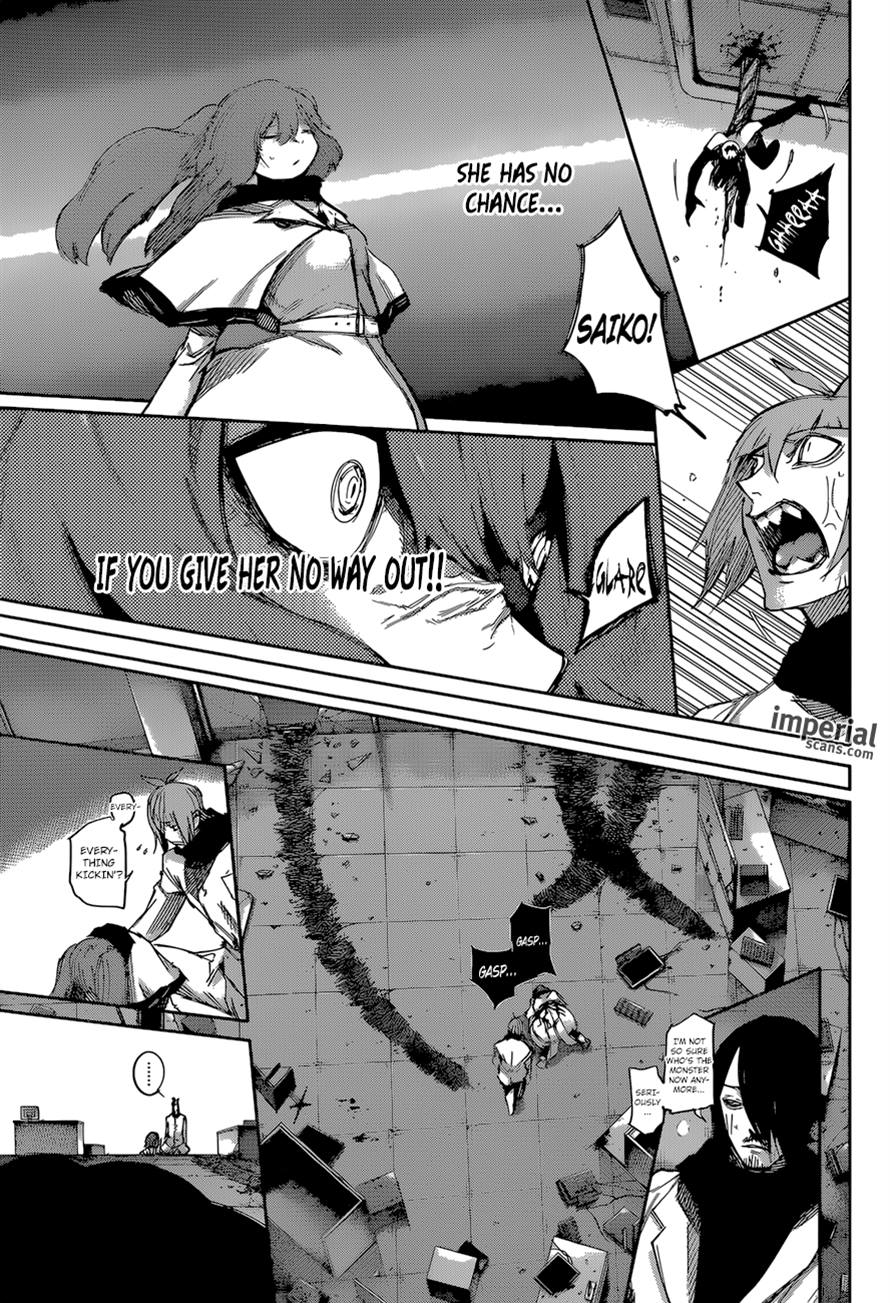 GHAAAAA
SAIKO!
SHE HAS NO
CHANCE...
GLARE
IF YOU GIVE HER NO WAY OUT!!
imperial
scans.com
GASP...
GASP...
I'M NOT
SO SURE
WHO'S THE
MONSTER
NOW ANY-
MORE...
SERI-
OUSLY
...
EVERY-
EVERY-
THING
KICKIN'?
......